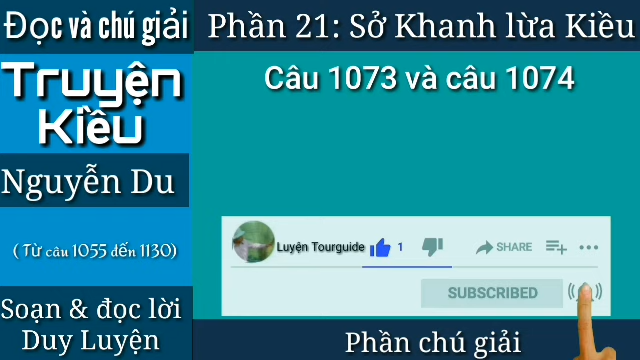 Đọc và chú giải
Truyện
Kiều
Nguyễn Du
( Từ câu 1055 đến 1130)
Soạn & đọc lời
Duy Luyện
Phần 21: Sở Khanh lừa Kiều
Câu 1073 và câu 1074
Luyện Tourguide 1 SHARE
SUBSCRIBED
Phần chú giải